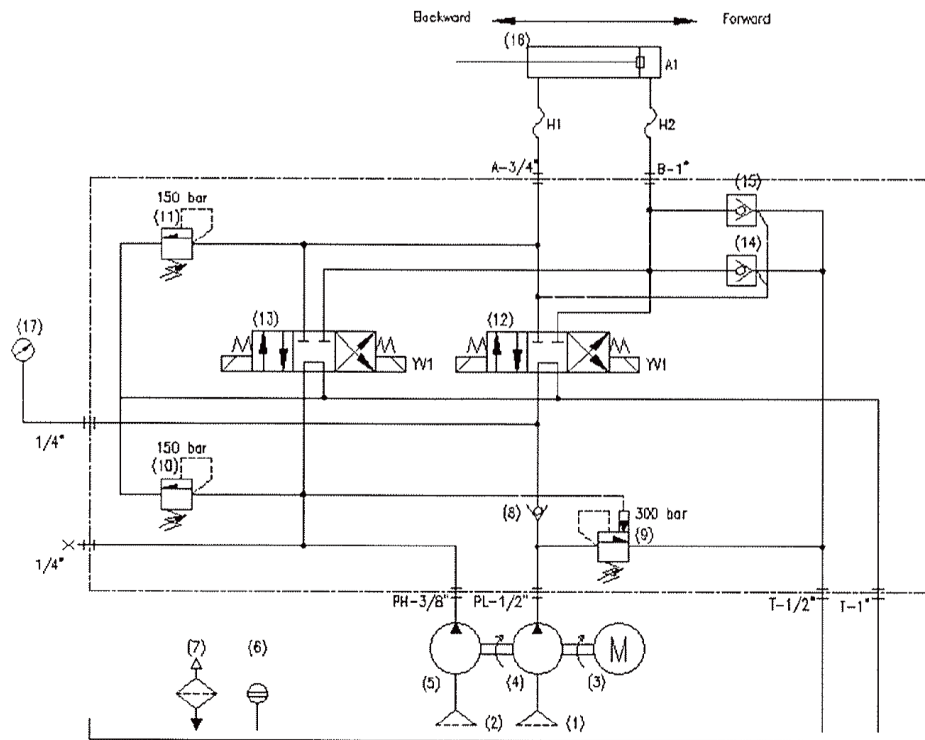 Backward Forward
(16)
A1
H1 H2
A-3/4" B-1"
150 bar
(11)
(15)
(14)
(17)
(13)
(12)
YV1
YV1
1/4"
150 bar
(10)
(8)
300 bar
(9)
1/4"
PH-3/8" PL-1/2" T-1/2" T-1"
(7) (6)
M
(5) (4) (3)
(2) (1)